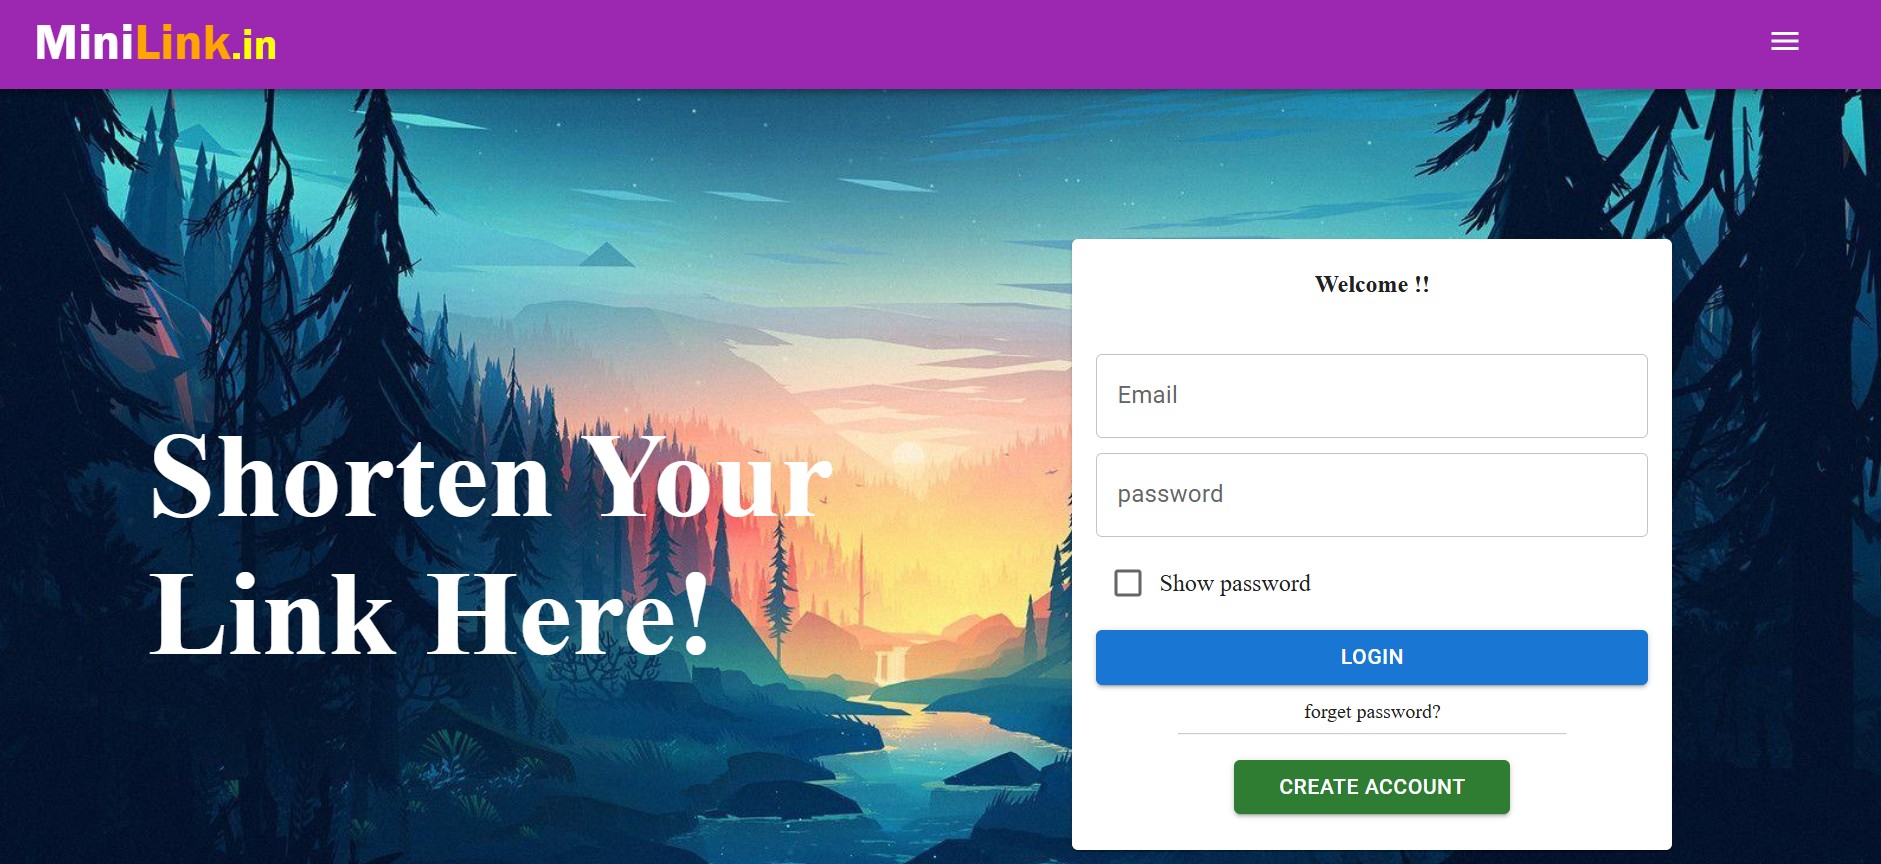 MiniLink.in
Shorten Your
Link Here!
Welcome !!
Email
password
Show password
LOGIN
forget password?
CREATE ACCOUNT